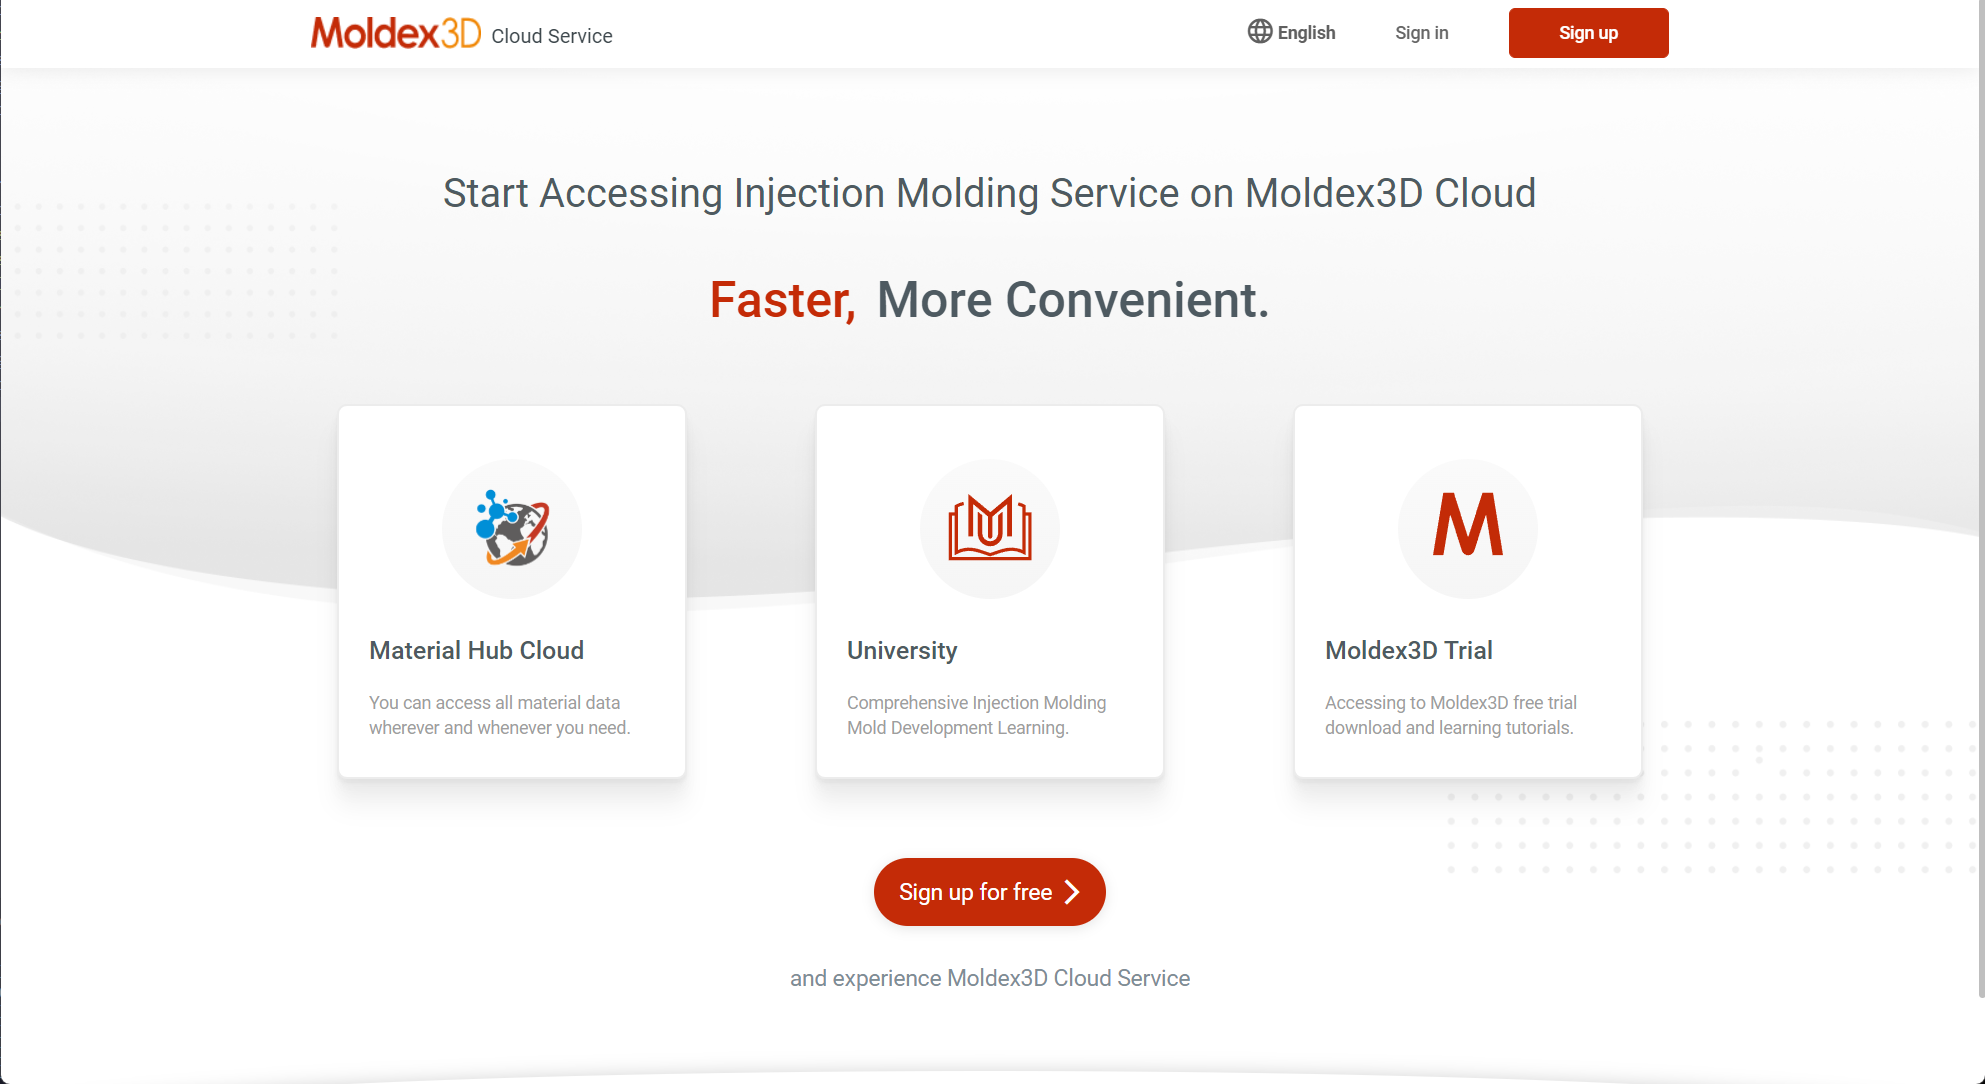 Moldex3D Cloud Service
English
Sign in
Sign up
Start Accessing Injection Molding Service on Moldex3D Cloud
Faster, More Convenient.
M
Material Hub Cloud
You can access all material data
wherever and whenever you need.
University
Comprehensive Injection Molding
Mold Development Learning.
Moldex3D Trial
Accessing to Moldex3D free trial
download and learning tutorials.
Sign up for free
and experience Moldex3D Cloud Service